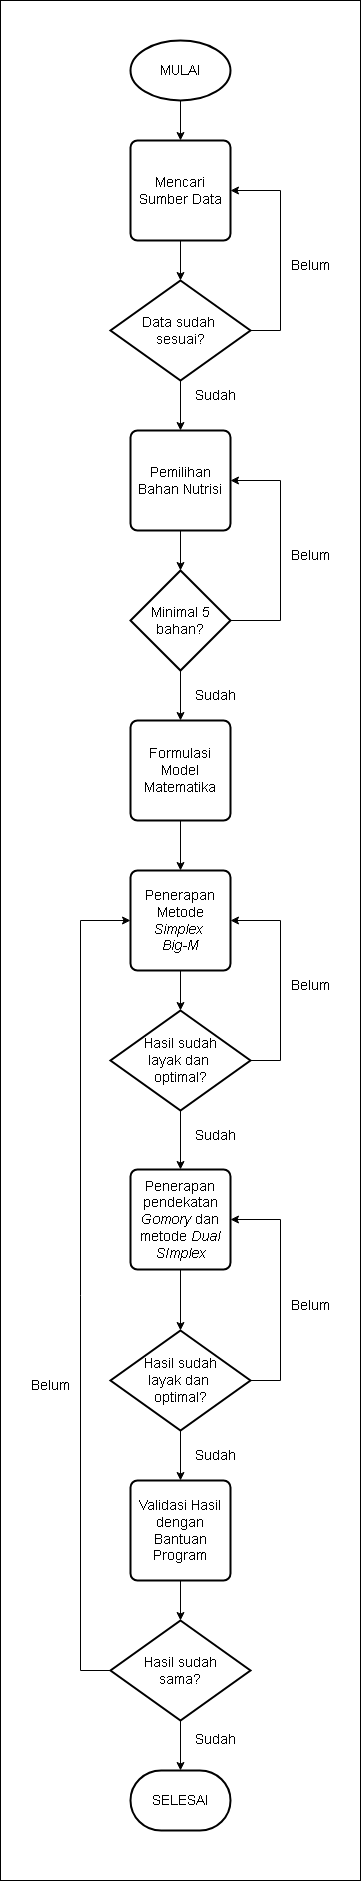 MULAI
Mencari
Sumber Data
Belum
Data sudah
sesuai?
Sudah
Pemilihan
Bahan Nutrisi
Belum
Minimal 5
bahan?
Sudah
Formulasi
Model
Matematika
Penerapan
Metode
Simplex
Big-M
Belum
Hasil sudah
layak dan
optimal?
Sudah
Penerapan
pendekatan
Gomory dan
metode Dual
SImplex
Belum
Hasil sudah
layak dan
optimal?
Belum
Sudah
Validasi Hasil
dengan
Bantuan
Program
Hasil sudah
sama?
Sudah
SELESAI